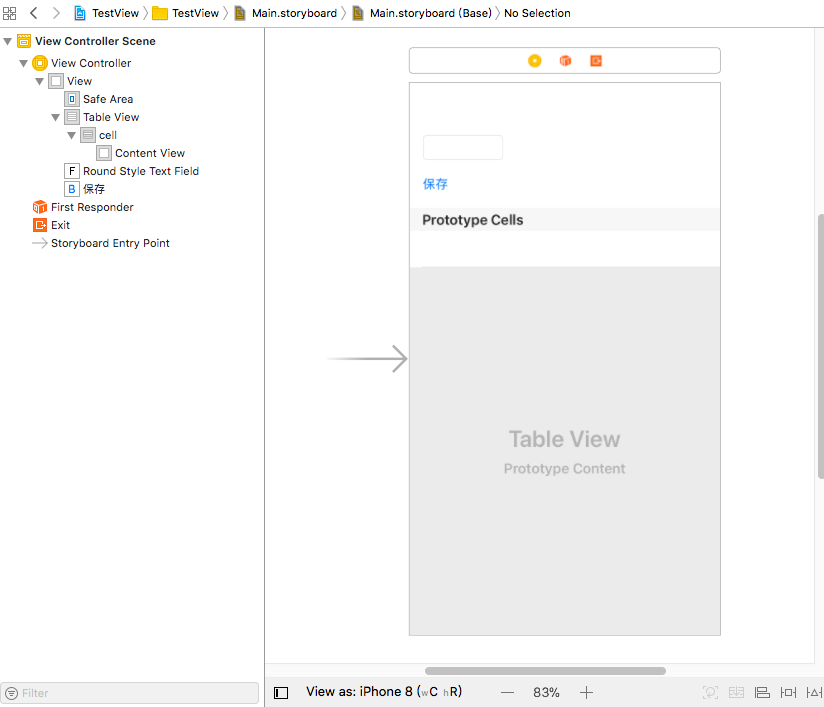 TestView TestView Main.storyboard Main.storyboard (Base) No Selection
View Controller Scene
View Controller
View
Safe Area
Table View
cell
Content View
F Round Style Text Field
B 保存
First Responder
Exit
Storyboard Entry Point
保存
Prototype Cells
Table View
Prototype Content
Filter
View as: iPhone 8 (wC hR)
83%